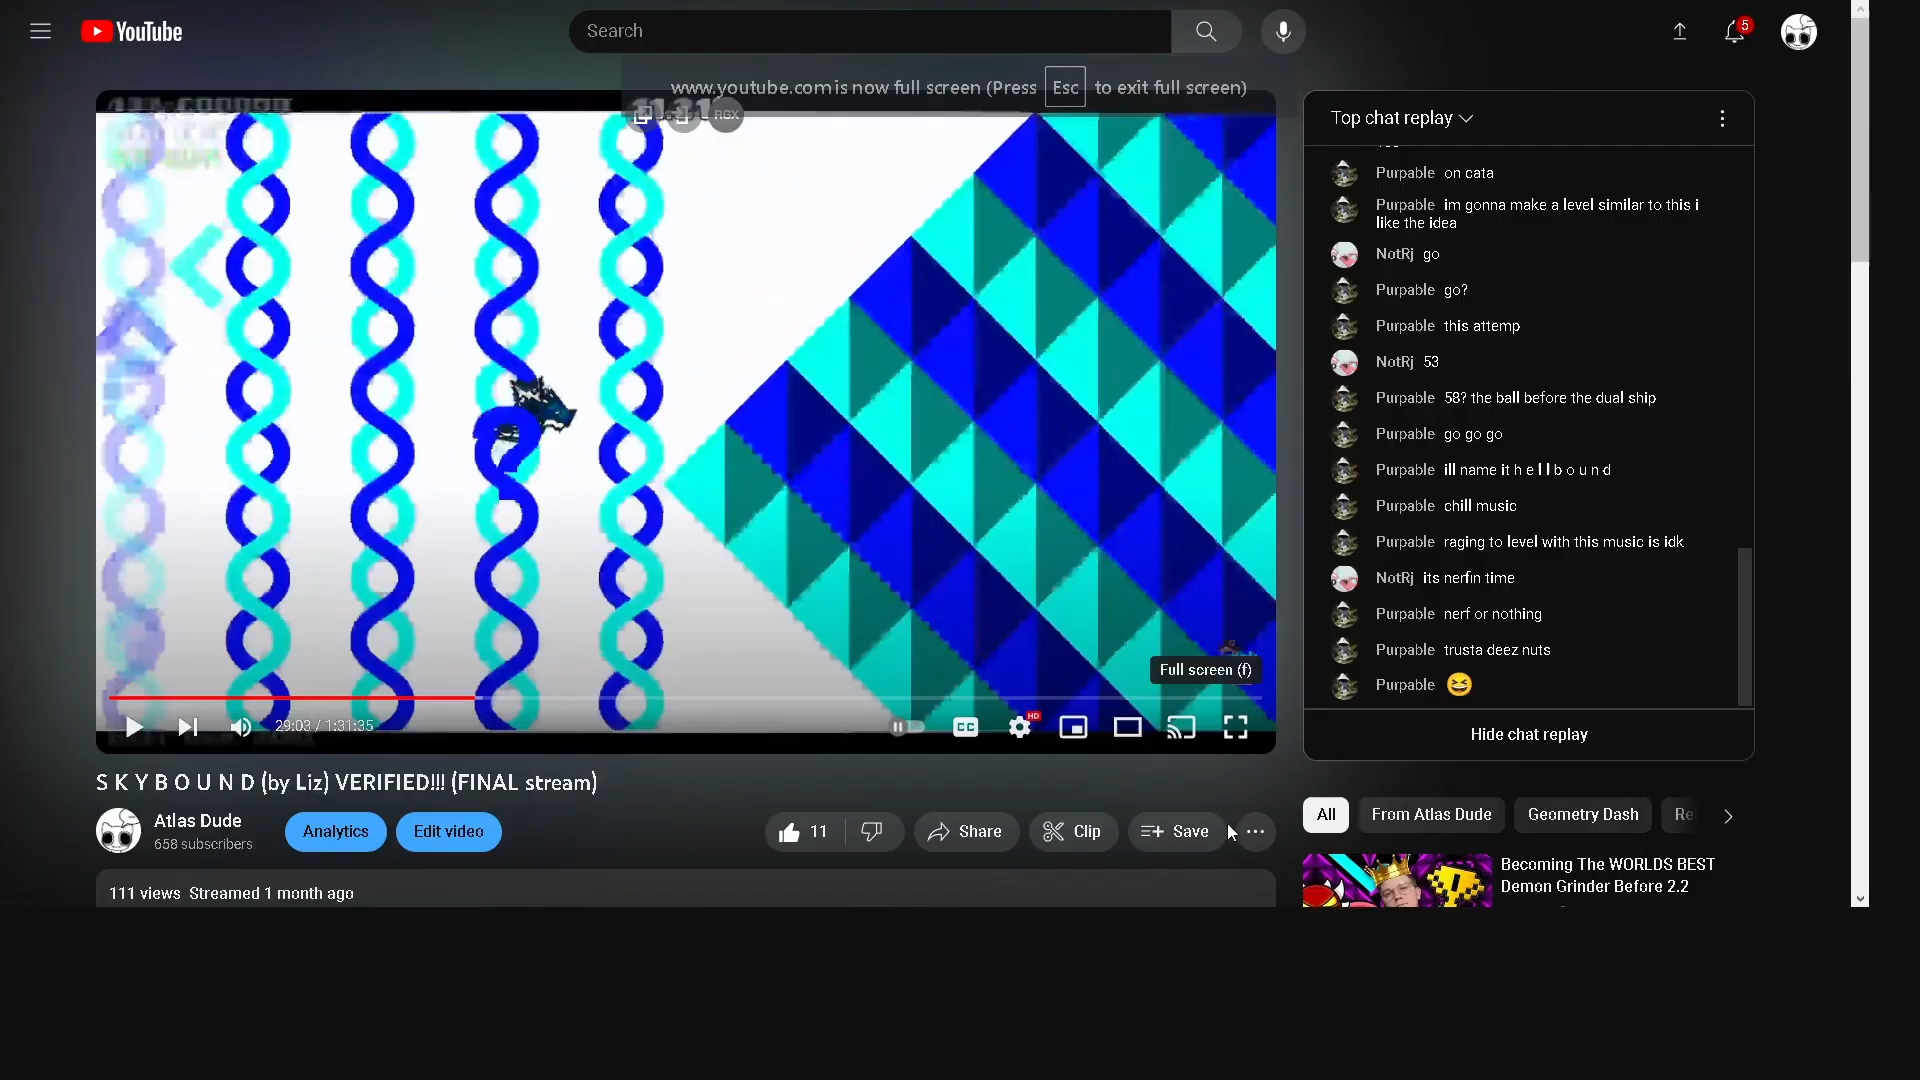 YouTube
Search
5
www.youtube.com is now full screen (Press Esc to exit full screen)
Top chat replay
Purpable on cata
Purpable im gonna make a level similar to this i
like the idea
NotRj go
Purpable go?
Purpable this attemp
NotRj 53
Purpable 58? the ball before the dual ship
Purpable go go go
Purpable ill name it h e l l b o u n d
Purpable chill music
Purpable raging to level with this music is idk
NotRj its nerfin time
Purpable nerf or nothing
Purpable trusta deez nuts
Purpable 😆
Hide chat replay
Full screen (f)
29:03 / 1:31:35
CC
HD
S K Y B O U N D (by Liz) VERIFIED!!! (FINAL stream)
Atlas Dude
658 subscribers
Analytics
Edit video
11
Share
Clip
Save
111 views Streamed 1 month ago
All
From Atlas Dude
Geometry Dash
Re
Becoming The WORLDS BEST
Demon Grinder Before 2.2